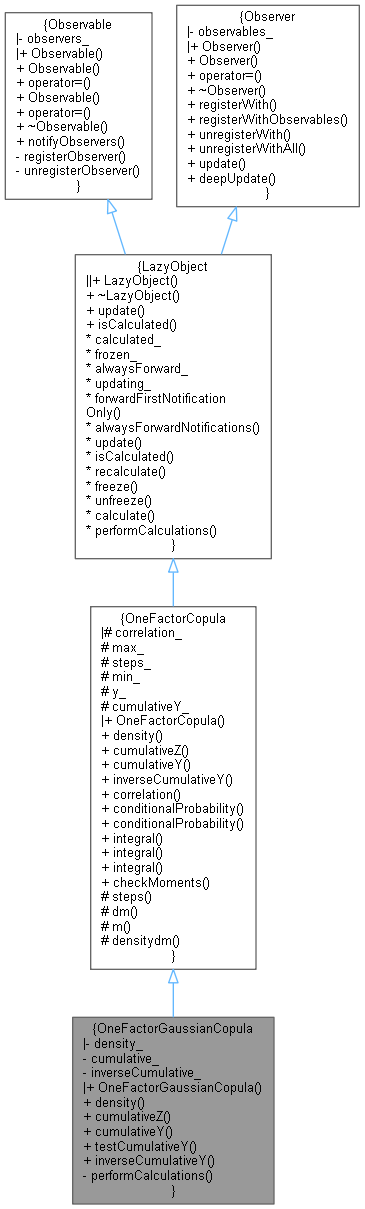 {Observable
|- observers_
|+ Observable()
+ Observable()
+ operator=()
+ Observable()
+ operator=()
+ ~Observable()
+ notifyObservers()
- registerObserver()
- unregisterObserver()
}
{Observer
|- observables_
|+ Observer()
+ Observer()
+ operator=()
+ ~Observer()
+ registerWith()
+ registerWithObservables()
+ unregisterWith()
+ unregisterWithAll()
+ update()
+ deepUpdate()
}
{LazyObject
||+ LazyObject()
+ ~LazyObject()
+ update()
+ isCalculated()
* calculated_
* frozen_
* alwaysForward_
* updating_
* forwardFirstNotification
Only()
* alwaysForwardNotifications()
* update()
* isCalculated()
* recalculate()
* freeze()
* unfreeze()
* calculate()
* performCalculations()
}
{OneFactorCopula
|# correlation_
# max_
# steps_
# min_
# y_
# cumulativeY_
|+ OneFactorCopula()
+ density()
+ cumulativeZ()
+ cumulativeY()
+ inverseCumulativeY()
+ correlation()
+ conditionalProbability()
+ conditionalProbability()
+ integral()
+ integral()
+ integral()
+ checkMoments()
# steps()
# dm()
# m()
# densitydm()
}
{OneFactorGaussianCopula
|- density_
- cumulative_
- inverseCumulative_
|+ OneFactorGaussianCopula()
+ density()
+ cumulativeZ()
+ cumulativeY()
+ testCumulativeY()
+ inverseCumulativeY()
- performCalculations()
}